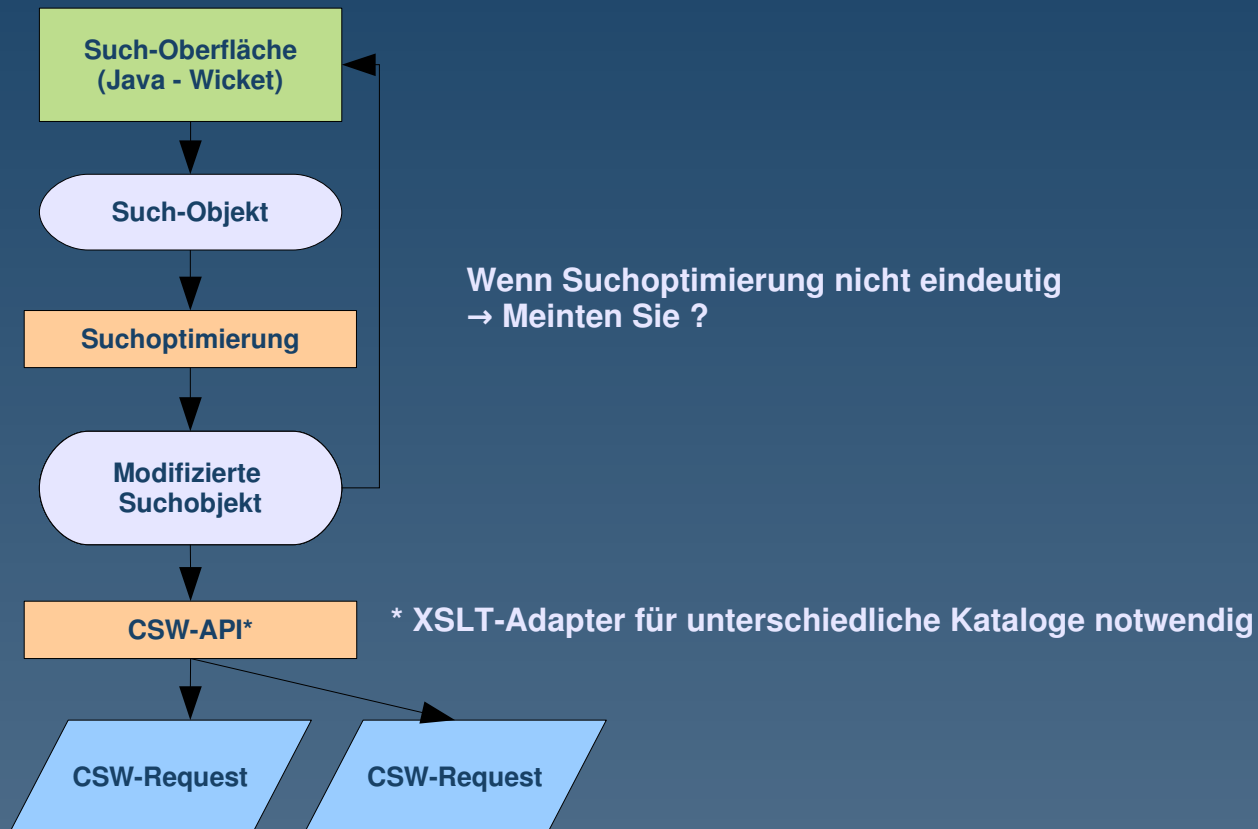 Such-Oberfläche
(Java - Wicket)
Such-Objekt
Wenn Suchoptimierung nicht eindeutig
→ Meinten Sie ?
Suchoptimierung
Modifizierte
Suchobjekt
CSW-API*
* XSLT-Adapter für unterschiedliche Kataloge notwendig
CSW-Request
CSW-Request